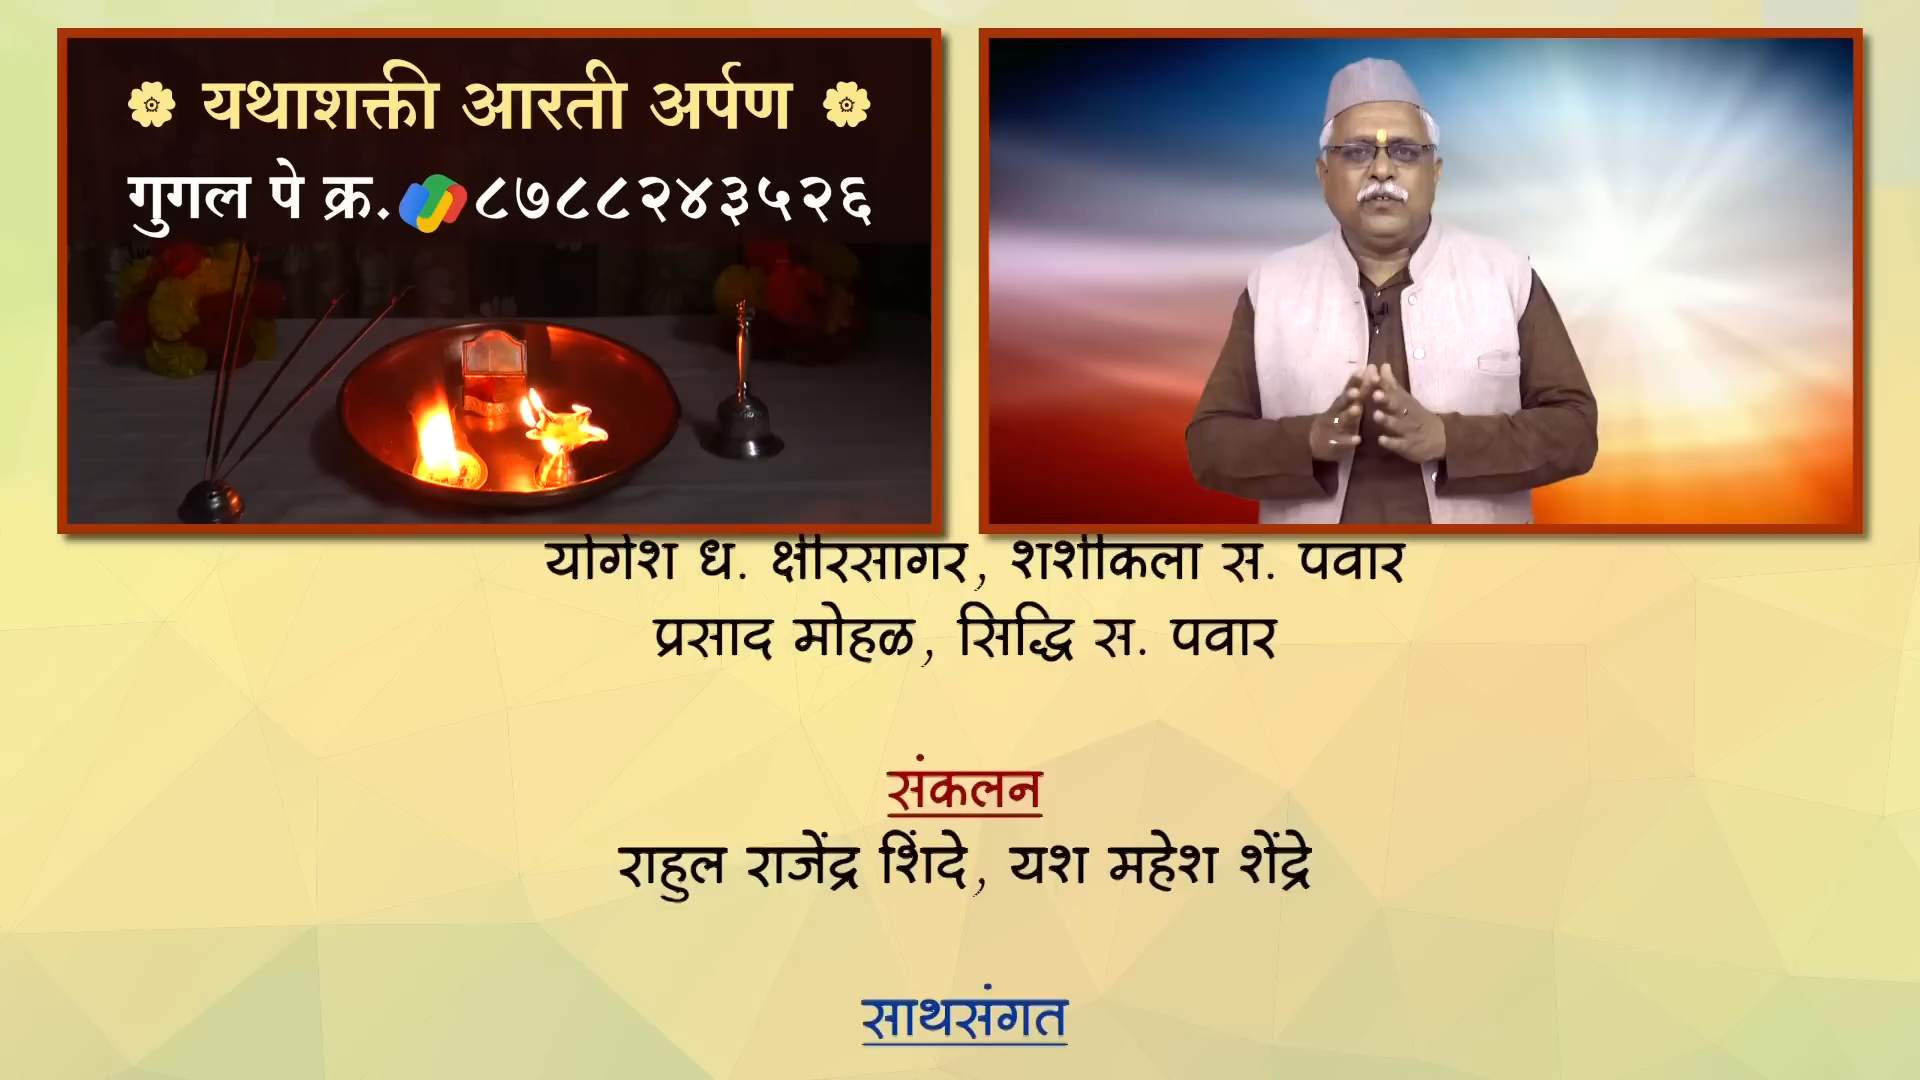 यथाशक्ती आरती अर्पण
गुगल पे क्र. ८७८८२४३५२६
योगेश ध. क्षीरसागर, शशीकला स. पवार
प्रसाद मोहळ, सिद्धि स. पवार
संकलन
राहुल राजेंद्र शिंदे, यश महेश शेंद्रे
साथसंगत